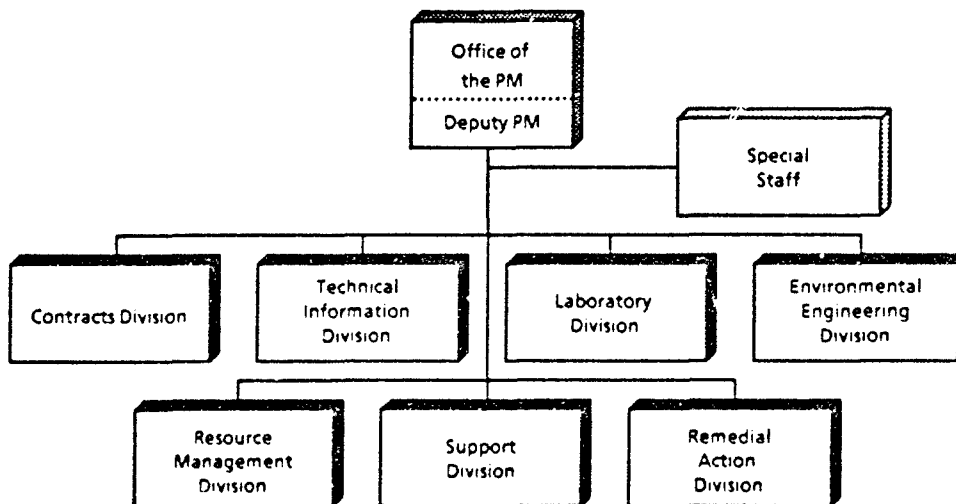 Office of
the PM
Deputy PM
Special
Staff
Contracts Division
Technical
Information
Division
Laboratory
Division
Environmental
Engineering
Division
Resource
Management
Division
Support
Division
Remedial
Action
Division